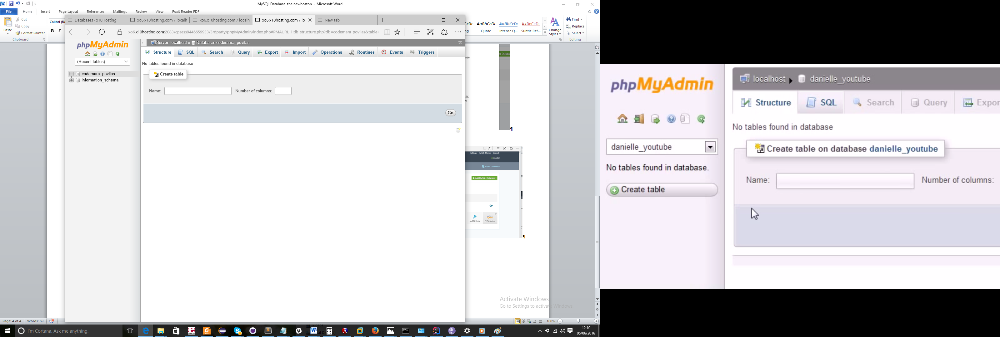 MySQL Database the newboston - Microsoft Word
File Home Insert Page Layout References Mailings Review View Foxit Reader PDF
Paste
Cut
Copy
Format Painter
Clipboard
Calibri (B
B I
AaBbCcDc AaBbCcDc AABBCCDC
Quote Intense Q... Subtle Ref...
Change Styles
Find
Replace
Select
Editing
Databases - x10Hosting
xo6.x10hosting.com / localh
xo6.x10hosting.com / localh
xo6.x10hosting.com / lo
New tab
xo6.x10hosting.com:2083/cpsess9446659933/3rdparty/phpMyAdmin/index.php#PMAURL-1:db_structure.php?db=codemara_povilas&table=
phpMyAdmin
(Recent tables) ...
codemara_povilas
information_schema
Server: localhost » Database: codemara_povilas
Structure SQL Search Query Export Import Operations Routines Events Triggers
No tables found in database
Create table
Name: Number of columns:
Go
Settings Switch Theme Logout
ONLINE
Visit Community
+ Add MySQL Database
MySQL Hosts PHPMyAdmin
Activate Windows
Go to Settings to activate Windows.
Page: 4 of 4 Words: 69
100%
I'm Cortana. Ask me anything.
12:10
05/06/2016
phpMyAdmin
danielle_youtube
No tables found in database.
Create table
localhost danielle_youtube
Structure SQL Search Query Expor
No tables found in database
Create table on database danielle_youtube
Name: Number of columns: